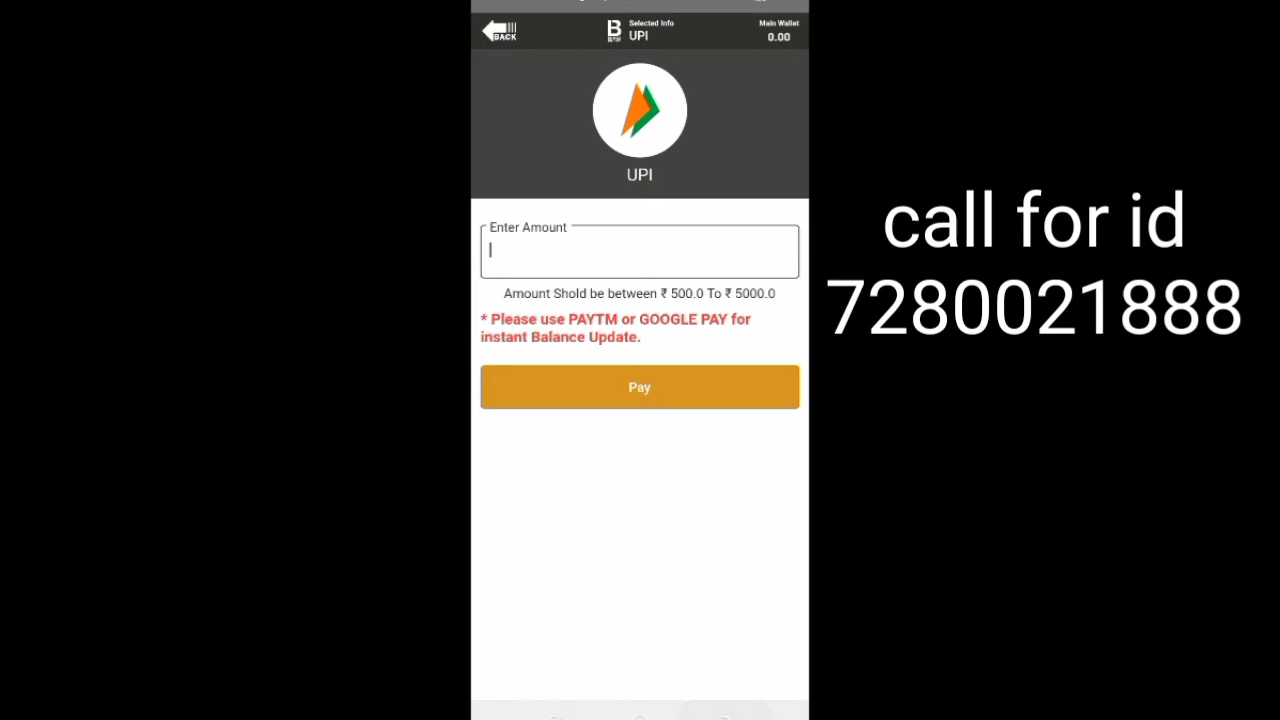 BACK
B
Selected Info
UPI
Main Wallet
0.00
UPI
Enter Amount
Amount Shold be between ₹ 500.0 To ₹ 5000.0
* Please use PAYTM or GOOGLE PAY for
instant Balance Update.
Pay
call for id
7280021888